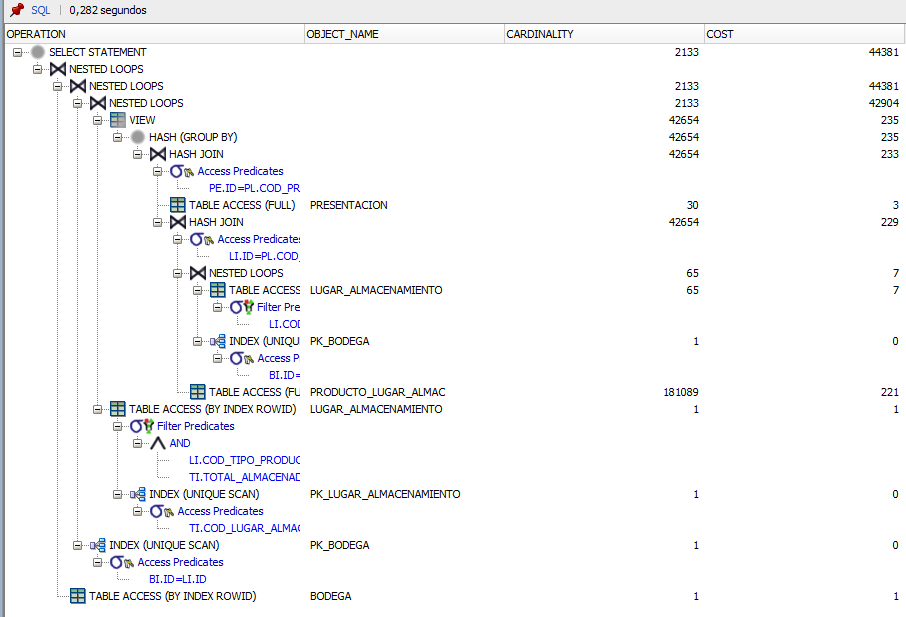 SQL | 0,282 segundos
OPERATION OBJECT_NAME CARDINALITY COST
SELECT STATEMENT 2133 44381
NESTED LOOPS
NESTED LOOPS 2133 44381
NESTED LOOPS 2133 42904
VIEW 42654 235
HASH (GROUP BY) 42654 235
HASH JOIN 42654 233
Access Predicates
PE.ID=PL.COD_PR
TABLE ACCESS (FULL) PRESENTACION 30 3
HASH JOIN 42654 229
Access Predicates
LI.ID=PL.COD_
NESTED LOOPS 65 7
TABLE ACCESS LUGAR_ALMACENAMIENTO 65 7
Filter Pre
LI.COD
INDEX (UNIQU PK_BODEGA 1 0
Access P
BI.ID=
TABLE ACCESS (FU PRODUCTO_LUGAR_ALMAC 181089 221
TABLE ACCESS (BY INDEX ROWID) LUGAR_ALMACENAMIENTO 1 1
Filter Predicates
AND
LI.COD_TIPO_PRODUC
TI.TOTAL_ALMACENAD
INDEX (UNIQUE SCAN) PK_LUGAR_ALMACENAMIENTO 1 0
Access Predicates
TI.COD_LUGAR_ALMA
INDEX (UNIQUE SCAN) PK_BODEGA 1 0
Access Predicates
BI.ID=LI.ID
TABLE ACCESS (BY INDEX ROWID) BODEGA 1 1